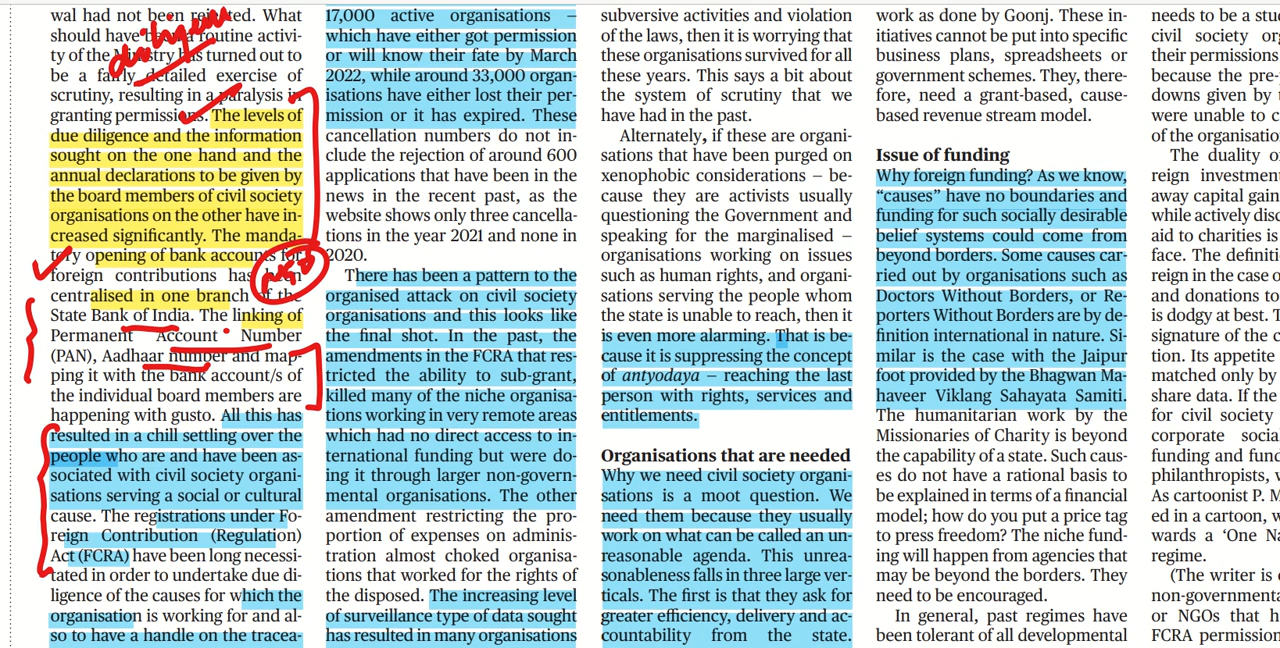 wal had not been rejected. What
should have been a routine activi-
ty of the Ministry has turned out to
be a fairly detailed exercise of
scrutiny, resulting in a paralysis in
granting permissions. The levels of
due diligence and the information
sought on the one hand and the
annual declarations to be given by
the board members of civil society
organisations on the other have in-
creased significantly. The manda-
tory opening of bank accounts for
foreign contributions has been
centralised in one branch of the
State Bank of India. The linking of
Permanent Account Number
(PAN), Aadhaar number and map-
ping it with the bank account/s of
the individual board members are
happening with gusto. All this has
resulted in a chill settling over the
people who are and have been as-
sociated with civil society organi-
sations serving a social or cultural
cause. The registrations under Fo-
reign Contribution (Regulation)
Act (FCRA) have been long necessi-
tated in order to undertake due di-
ligence of the causes for which the
organisation is working for and al-
so to have a handle on the tracea-
17,000 active organisations –
which have either got permission
or will know their fate by March
2022, while around 33,000 organ-
isations have either lost their per-
mission or it has expired. These
cancellation numbers do not in-
clude the rejection of around 600
applications that have been in the
news in the recent past, as the
website shows only three cancella-
tions in the year 2021 and none in
2020.
There has been a pattern to the
organised attack on civil society
organisations and this looks like
the final shot. In the past, the
amendments in the FCRA that res-
tricted the ability to sub-grant,
killed many of the niche organisa-
tions working in very remote areas
which had no direct access to in-
ternational funding but were do-
ing it through larger non-govern-
mental organisations. The other
amendment restricting the pro-
portion of expenses on adminis-
tration almost choked organisa-
tions that worked for the rights of
the disposed. The increasing level
of surveillance type of data sought
has resulted in many organisations
subversive activities and violation
of the laws, then it is worrying that
these organisations survived for all
these years. This says a bit about
the system of scrutiny that we
have had in the past.
Alternately, if these are organi-
sations that have been purged on
xenophobic considerations – be-
cause they are activists usually
questioning the Government and
speaking for the marginalised –
organisations working on issues
such as human rights, and organi-
sations serving the people whom
the state is unable to reach, then it
is even more alarming. That is be-
cause it is suppressing the concept
of antyodaya – reaching the last
person with rights, services and
entitlements.
Organisations that are needed
Why we need civil society organi-
sations is a moot question. We
need them because they usually
work on what can be called an un-
reasonable agenda. This unrea-
sonableness falls in three large ver-
ticals. The first is that they ask for
greater efficiency, delivery and ac-
countability from the state.
work as done by Goonj. These in-
itiatives cannot be put into specific
business plans, spreadsheets or
government schemes. They, there-
fore, need a grant-based, cause-
based revenue stream model.
Issue of funding
Why foreign funding? As we know,
“causes” have no boundaries and
funding for such socially desirable
belief systems could come from
beyond borders. Some causes car-
ried out by organisations such as
Doctors Without Borders, or Re-
porters Without Borders are by de-
finition international in nature. Si-
milar is the case with the Jaipur
foot provided by the Bhagwan Ma-
haveer Viklang Sahayata Samiti.
The humanitarian work by the
Missionaries of Charity is beyond
the capability of a state. Such caus-
es do not have a rational basis to
be explained in terms of a financial
model; how do you put a price tag
to press freedom? The niche fund-
ing will happen from agencies that
may be beyond the borders. They
need to be encouraged.
In general, past regimes have
been tolerant of all developmental
needs to be a stu
civil society org
their permissions
because the pre-
downs given by t
were unable to c
of the organisatio
The duality o
reign investmen
away capital gain
while actively disc
aid to charities is
face. The definiti
reign in the case o
and donations to
is dodgy at best. T
signature of the c
tion. Its appetite
matched only by
share data. If the
for civil society
corporate socia
funding and fund
philanthropists, w
As cartoonist P. M
ed in a cartoon, w
wards a ‘One Na
regime.
(The writer is
non-governmenta
or NGOs that h
FCRA permission